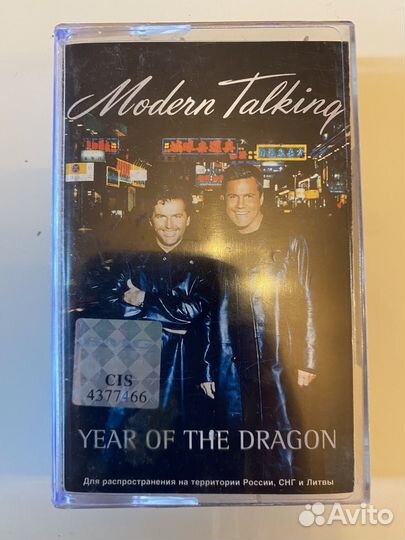 Modern Talking
CIS
4377466
YEAR OF THE DRAGON
Для распространения на территории России, СНГ и Литвы
Avito